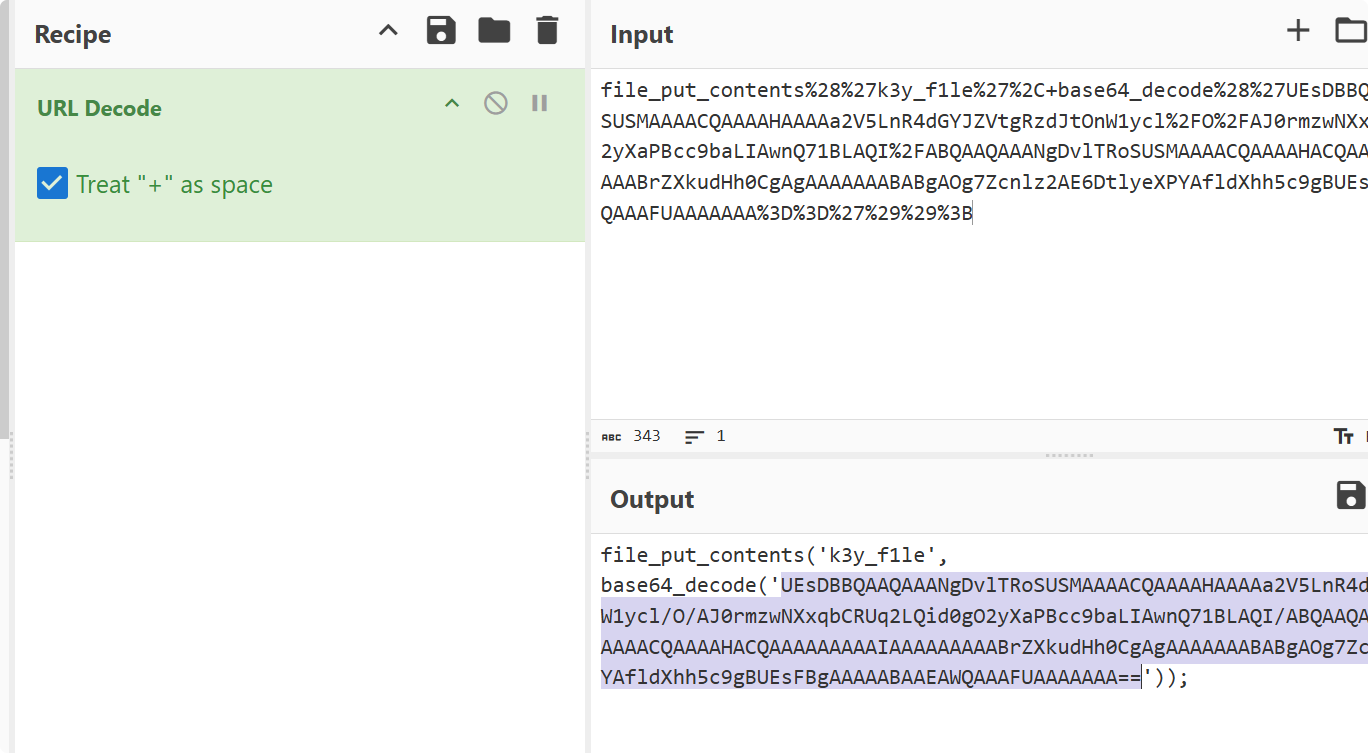 Recipe
Input
URL Decode
Treat "+" as space
file_put_contents%28%27k3y_f1le%27%2C+base64_decode%28%27UEsDBBQ
SUSMAAAACQAAAAHAAAAa2V5LnR4dGYJZVtgRzdJtOnW1ycl%2FO%2FAJ0rmzwNXx
2yXaPBcc9baLIAwnQ71BLAQI%2FABQAAQAAANgDvlTRoSUSMAAAACQAAAAHACQAA
AAABrZXkudHh0CgAgAAAAAAABABgAOg7Zcnlz2AE6DtlyeXPYAfldXhh5c9gBUEs
QAAAFUAAAAAAA%3D%3D%27%29%29%3B
ABC 343 1 Tт
Output
file_put_contents('k3y_f1le',
base64_decode('UEsDBBQAAQAAANgDvlTRoSUSMAAAACQAAAAHAAAAa2V5LnR4d
W1ycl/O/AJ0rmzwNXxqbCRUq2LQid0gO2yXaPBcc9baLIAwnQ71BLAQI/ABQAAQA
AAAACQAAAAHACQAAAAAAAAAIAAAAAAAAABrZXkudHh0CgAgAAAAAAABABgAOg7Zc
YAfldXhh5c9gBUEsFBgAAAAABAAEAWQAAAFUAAAAAAA=='));